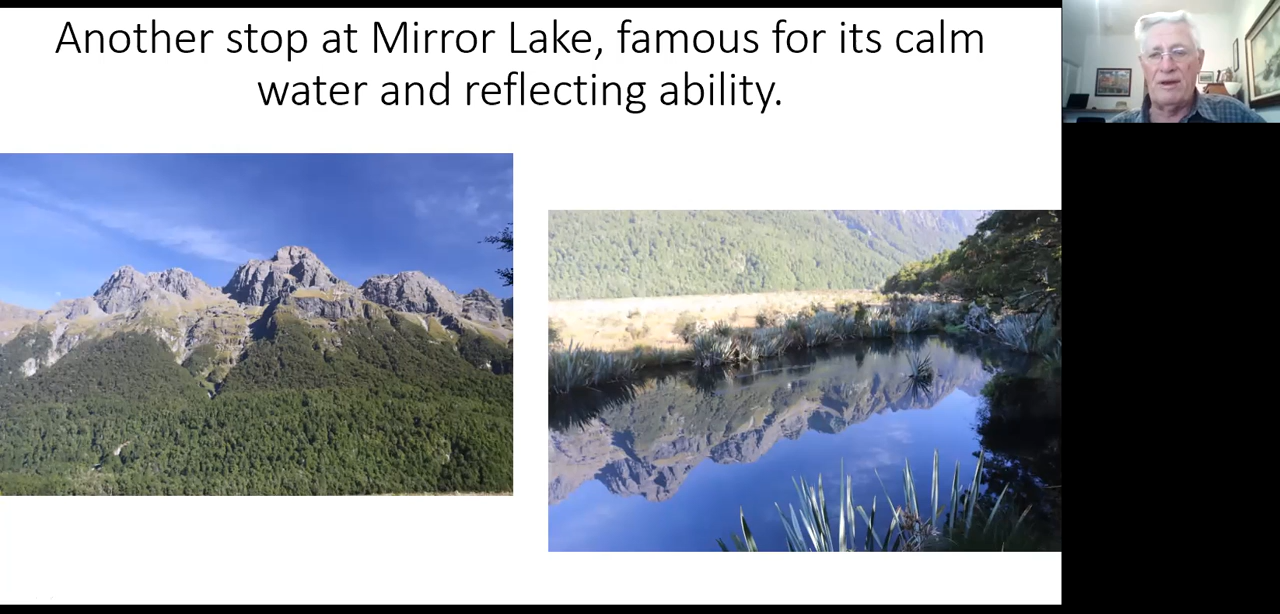 Another stop at Mirror Lake, famous for its calm
water and reflecting ability.